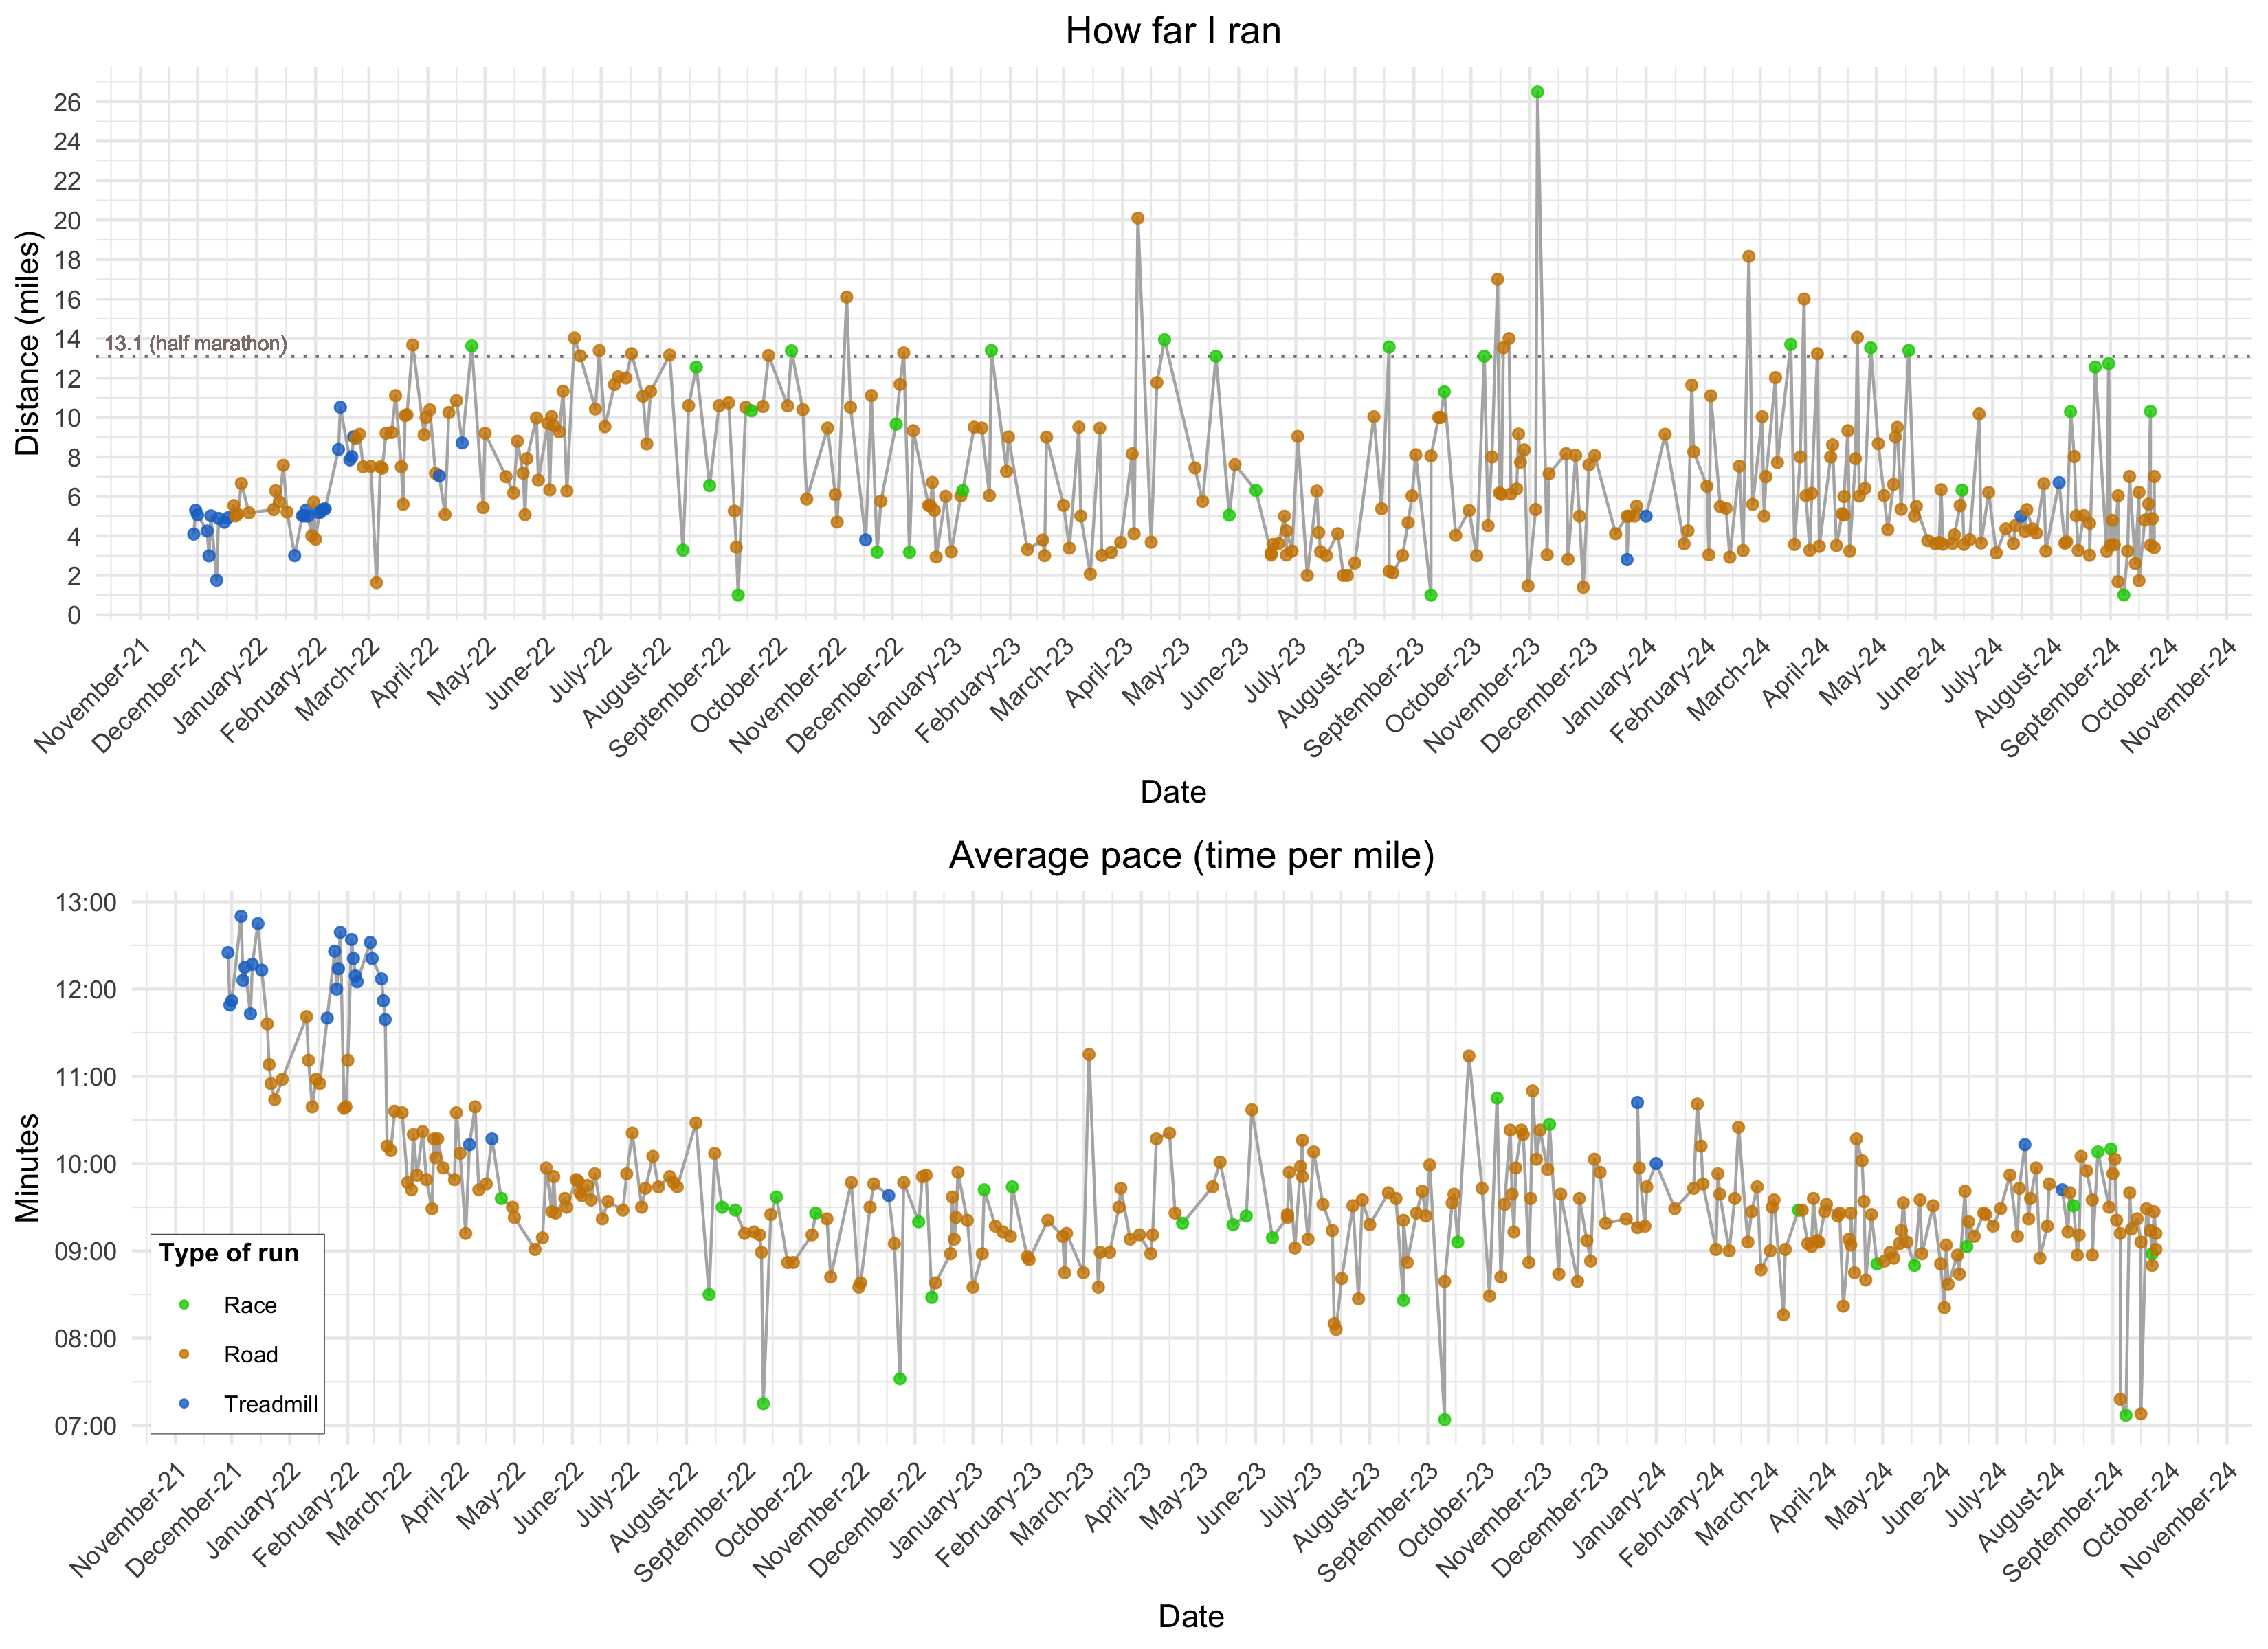 How far I ran
26
24
22
20
18
16
14
12
10
8
6
4
2
0
Distance (miles)
13.1 (half marathon)
November-21
December-21
January-22
February-22
March-22
April-22
May-22
June-22
July-22
August-22
September-22
October-22
November-22
December-22
January-23
February-23
March-23
April-23
May-23
June-23
July-23
August-23
September-23
October-23
November-23
December-23
January-24
February-24
March-24
April-24
May-24
June-24
July-24
August-24
September-24
October-24
November-24
Date
Average pace (time per mile)
13:00
12:00
11:00
10:00
09:00
08:00
07:00
Minutes
Type of run
Race
Road
Treadmill
November-21
December-21
January-22
February-22
March-22
April-22
May-22
June-22
July-22
August-22
September-22
October-22
November-22
December-22
January-23
February-23
March-23
April-23
May-23
June-23
July-23
August-23
September-23
October-23
November-23
December-23
January-24
February-24
March-24
April-24
May-24
June-24
July-24
August-24
September-24
October-24
November-24
Date